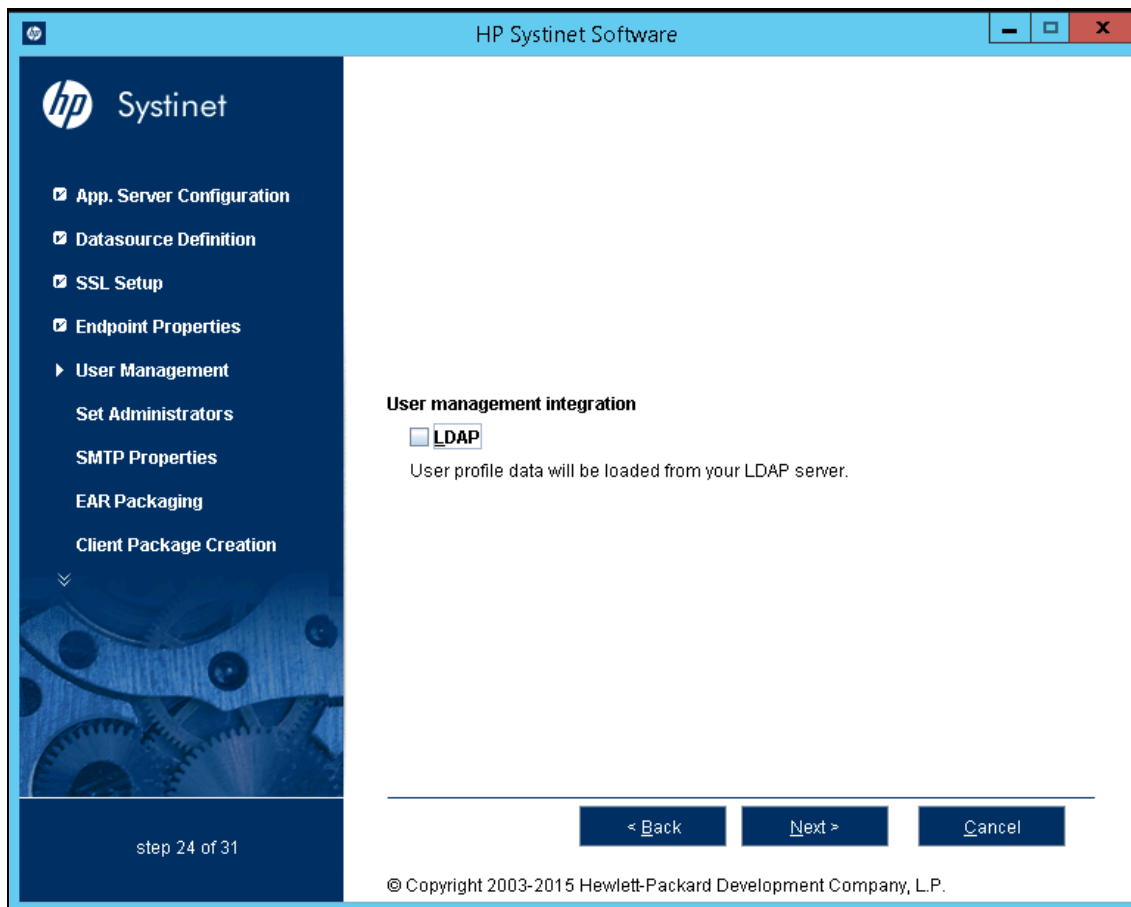 HP Systinet Software
hp Systinet
App. Server Configuration
Datasource Definition
SSL Setup
Endpoint Properties
User Management
Set Administrators
SMTP Properties
EAR Packaging
Client Package Creation
step 24 of 31
User management integration
LDAP
User profile data will be loaded from your LDAP server.
< Back Next > Cancel
© Copyright 2003-2015 Hewlett-Packard Development Company, L.P.